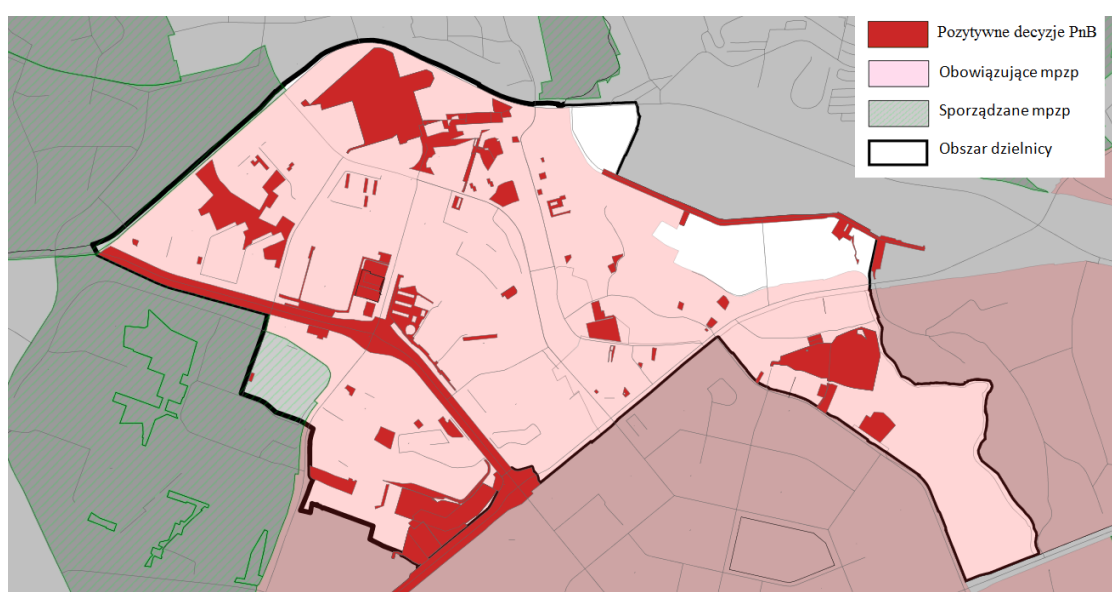 Pozytywne decyzje PnB
Obowiązujące mpzp
Sporządzane mpzp
Obszar dzielnicy